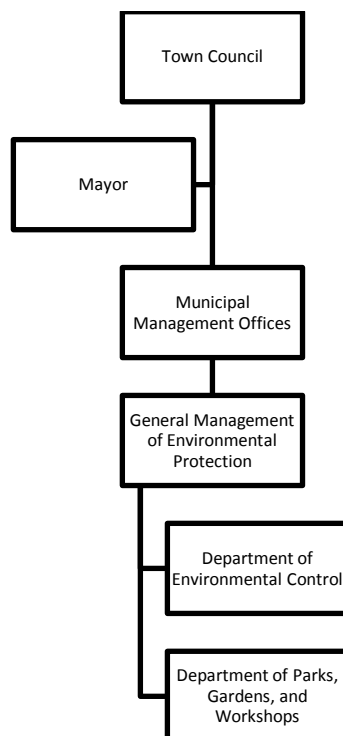 Town Council
Mayor
Municipal
Management Offices
General Management
of Environmental
Protection
Department of
Environmental Control
Department of Parks,
Gardens, and
Workshops